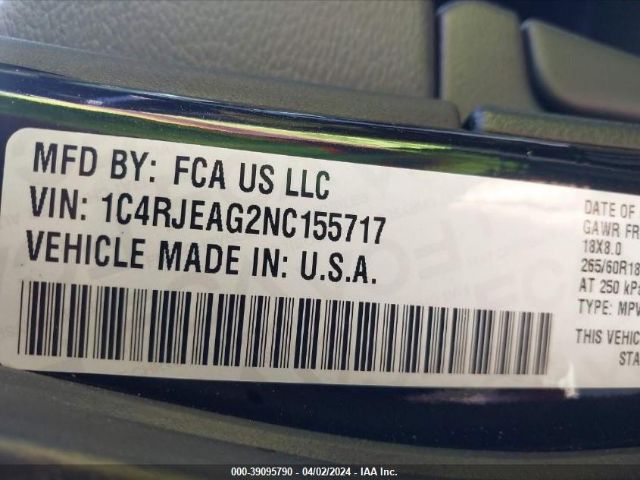 MFD BY: FCA US LLC
VIN: 1C4RJEAG2NC155717
VEHICLE MADE IN: U.S.A.
DATE OF
GAWR FR
18X8.0
265/60R18
AT 250 kPa
TYPE: MPV
THIS VEHIC
STA
000-39095790 - 04/02/2024 - IAA Inc.